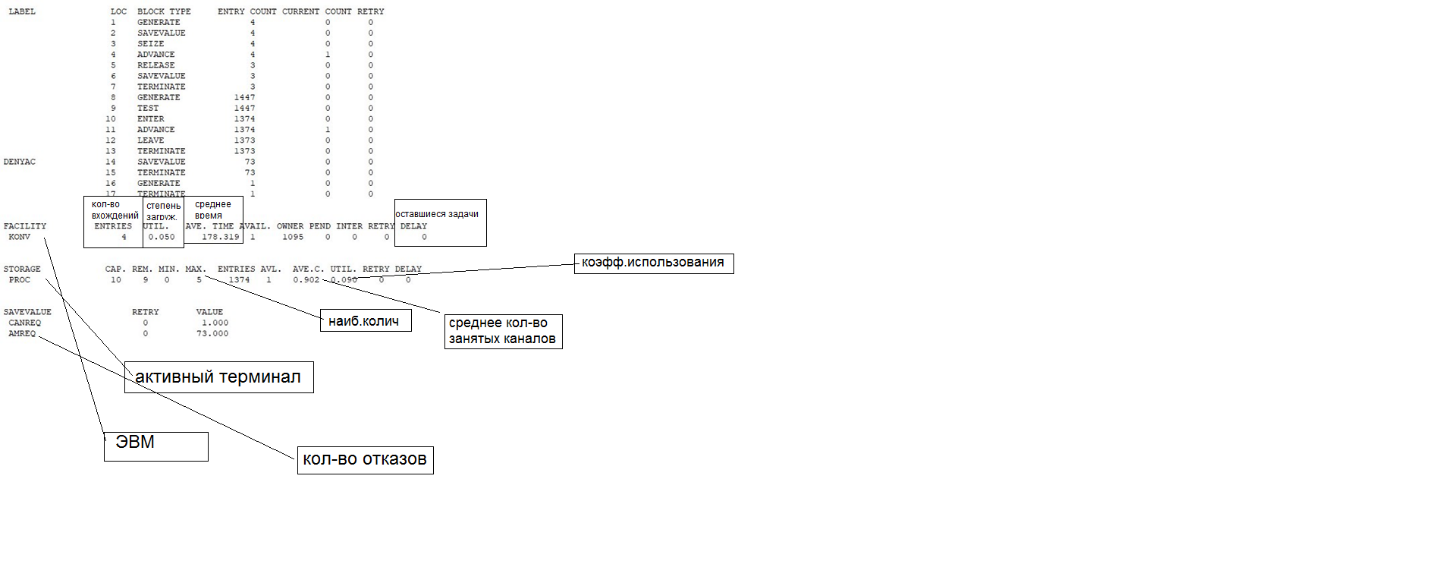 LABEL LOC BLOCK TYPE ENTRY COUNT CURRENT COUNT RETRY
1 GENERATE 4 0 0
2 SAVEVALUE 4 0 0
3 SEIZE 4 0 0
4 ADVANCE 4 1 0
5 RELEASE 3 0 0
6 SAVEVALUE 3 0 0
7 TERMINATE 3 0 0
8 GENERATE 1447 0 0
9 TEST 1447 0 0
10 ENTER 1374 0 0
11 ADVANCE 1374 1 0
12 LEAVE 1373 0 0
13 TERMINATE 1373 0 0
DENYAC 14 SAVEVALUE 73 0 0
15 TERMINATE 73 0 0
16 GENERATE 1 0 0
17 TERMINATE 1 0 0
кол-во вхождений
степень загруж.
среднее время
оставшиеся задачи
FACILITY ENTRIES UTIL. AVE. TIME AVAIL. OWNER PEND INTER RETRY DELAY
KONV 4 0.050 178.319 1 1095 0 0 0 0
коэфф.использования
STORAGE CAP. REM. MIN. MAX. ENTRIES AVL. AVE.C. UTIL. RETRY DELAY
PROC 10 9 0 5 1374 1 0.902 0.090 0 0
SAVEVALUE RETRY VALUE
CANREQ 0 1.000
AMREQ 0 73.000
наиб.колич
среднее кол-во
занятых каналов
активный терминал
ЭВМ
кол-во отказов